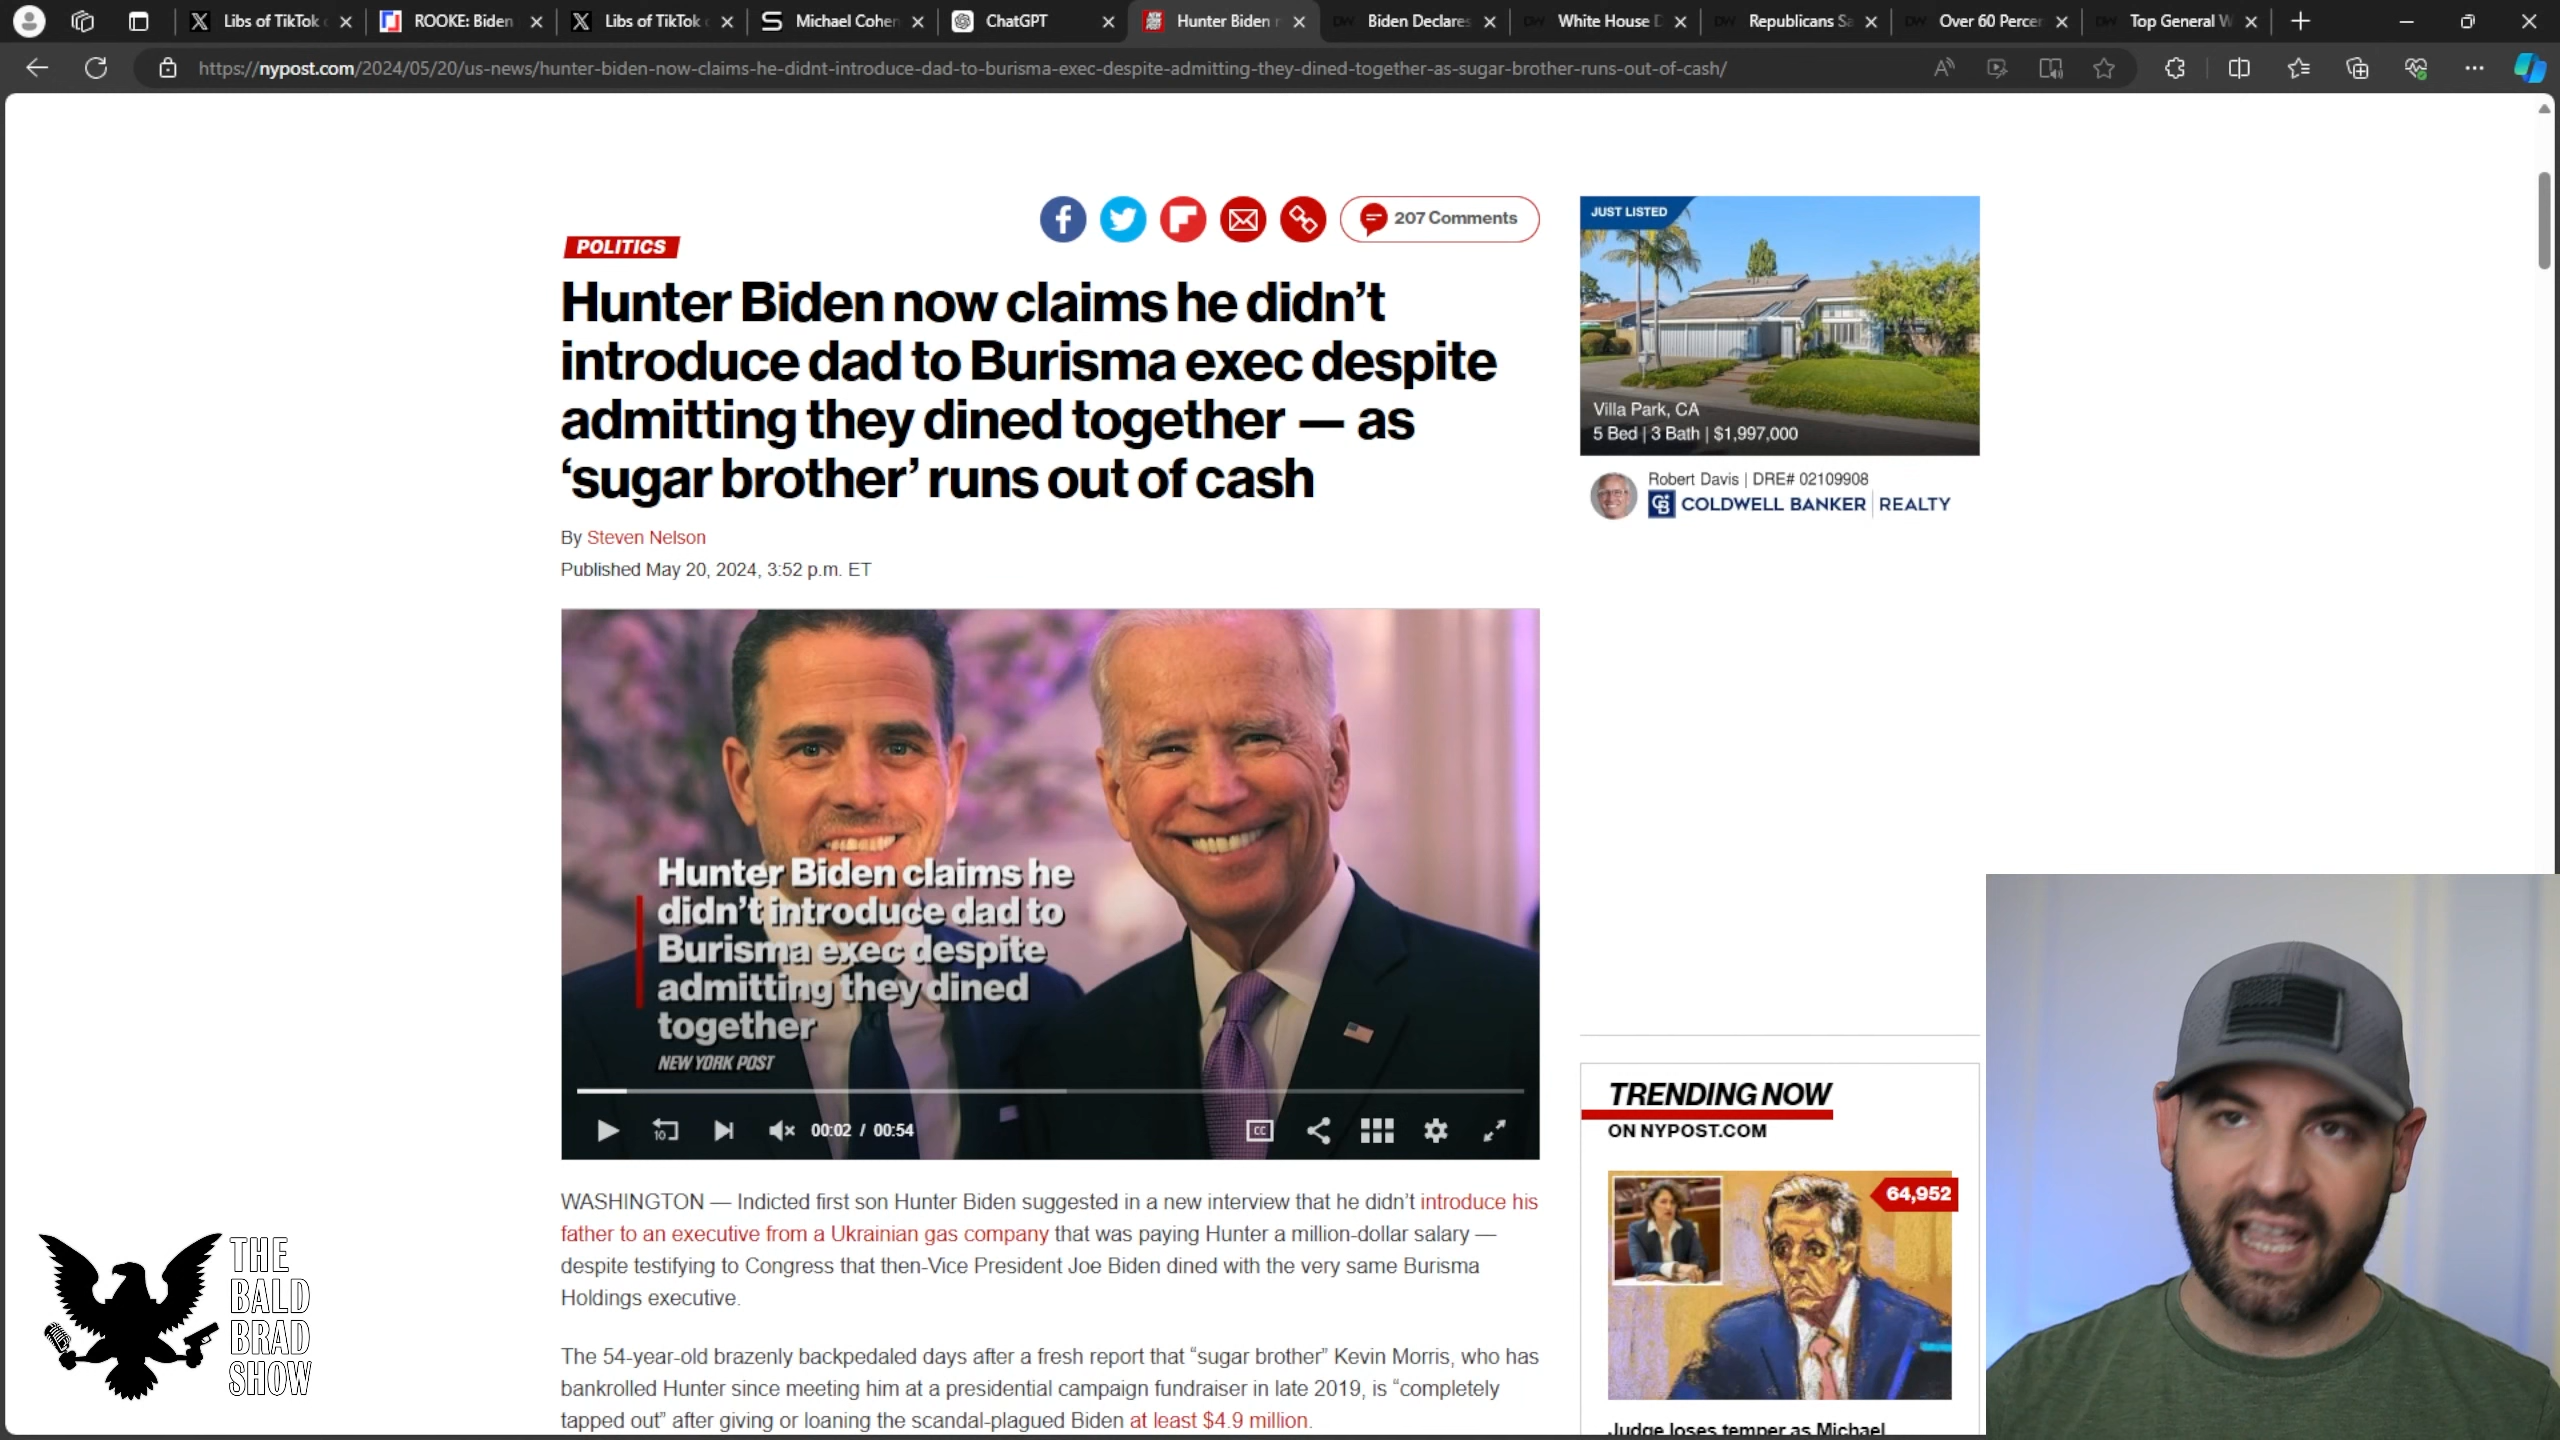 Libs of TikTok
ROOKE: Biden
Libs of TikTok
Michael Cohen
ChatGPT
Hunter Biden
Biden Declares
White House
Republicans Sa
Over 60 Percen
Top General W
https://nypost.com/2024/05/20/us-news/hunter-biden-now-claims-he-didnt-introduce-dad-to-burisma-exec-despite-admitting-they-dined-together-as-sugar-brother-runs-out-of-cash/
207 Comments
POLITICS
Hunter Biden now claims he didn’t
introduce dad to Burisma exec despite
admitting they dined together — as
‘sugar brother’ runs out of cash
By Steven Nelson
Published May 20, 2024, 3:52 p.m. ET
Hunter Biden claims he
didn’t introduce dad to
Burisma exec despite
admitting they dined
together
NEW YORK POST
10
00:02 / 00:54
CC
WASHINGTON — Indicted first son Hunter Biden suggested in a new interview that he didn’t introduce his
father to an executive from a Ukrainian gas company that was paying Hunter a million-dollar salary —
despite testifying to Congress that then-Vice President Joe Biden dined with the very same Burisma
Holdings executive.
The 54-year-old brazenly backpedaled days after a fresh report that “sugar brother” Kevin Morris, who has
bankrolled Hunter since meeting him at a presidential campaign fundraiser in late 2019, is “completely
tapped out” after giving or loaning the scandal-plagued Biden at least $4.9 million.
JUST LISTED
Villa Park, CA
5 Bed | 3 Bath | $1,997,000
Robert Davis | DRE# 02109908
COLDWELL BANKER | REALTY
TRENDING NOW
ON NYPOST.COM
64,952
Judge loses temper as Michael
THE
BALD
BRAD
SHOW